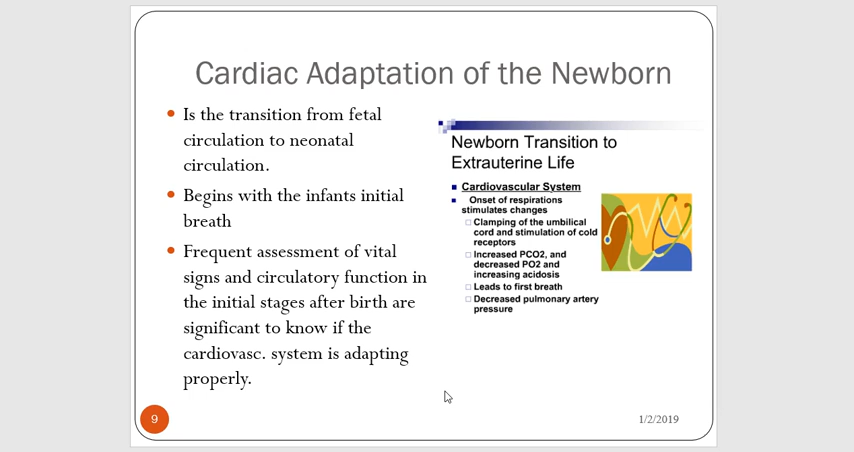 Cardiac Adaptation of the Newborn
Is the transition from fetal
circulation to neonatal
circulation.
Begins with the infants initial
breath
Frequent assessment of vital
signs and circulatory function in
the initial stages after birth are
significant to know if the
cardiovasc. system is adapting
properly.
Newborn Transition to
Extrauterine Life
Cardiovascular System
Onset of respirations
stimulates changes
Clamping of the umbilical
cord and stimulation of cold
receptors
Increased PCO2, and
decreased PO2 and
increasing acidosis
Leads to first breath
Decreased pulmonary artery
pressure
9
1/2/2019